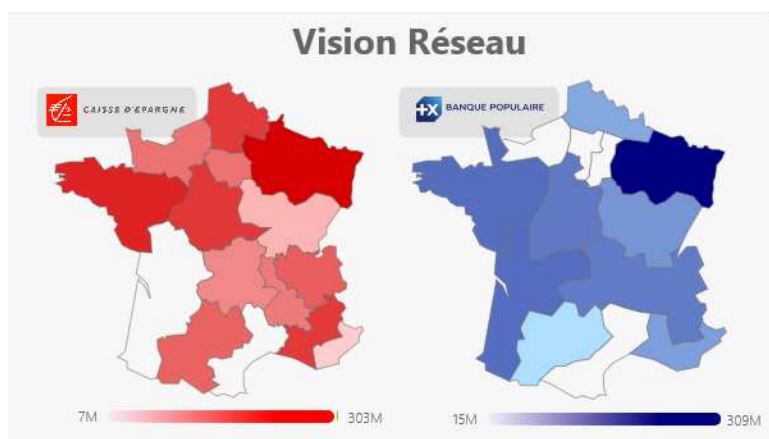 Vision Réseau
CAISSE D'EPARGNE
BANQUE POPULAIRE
7M
303M
15M
309M